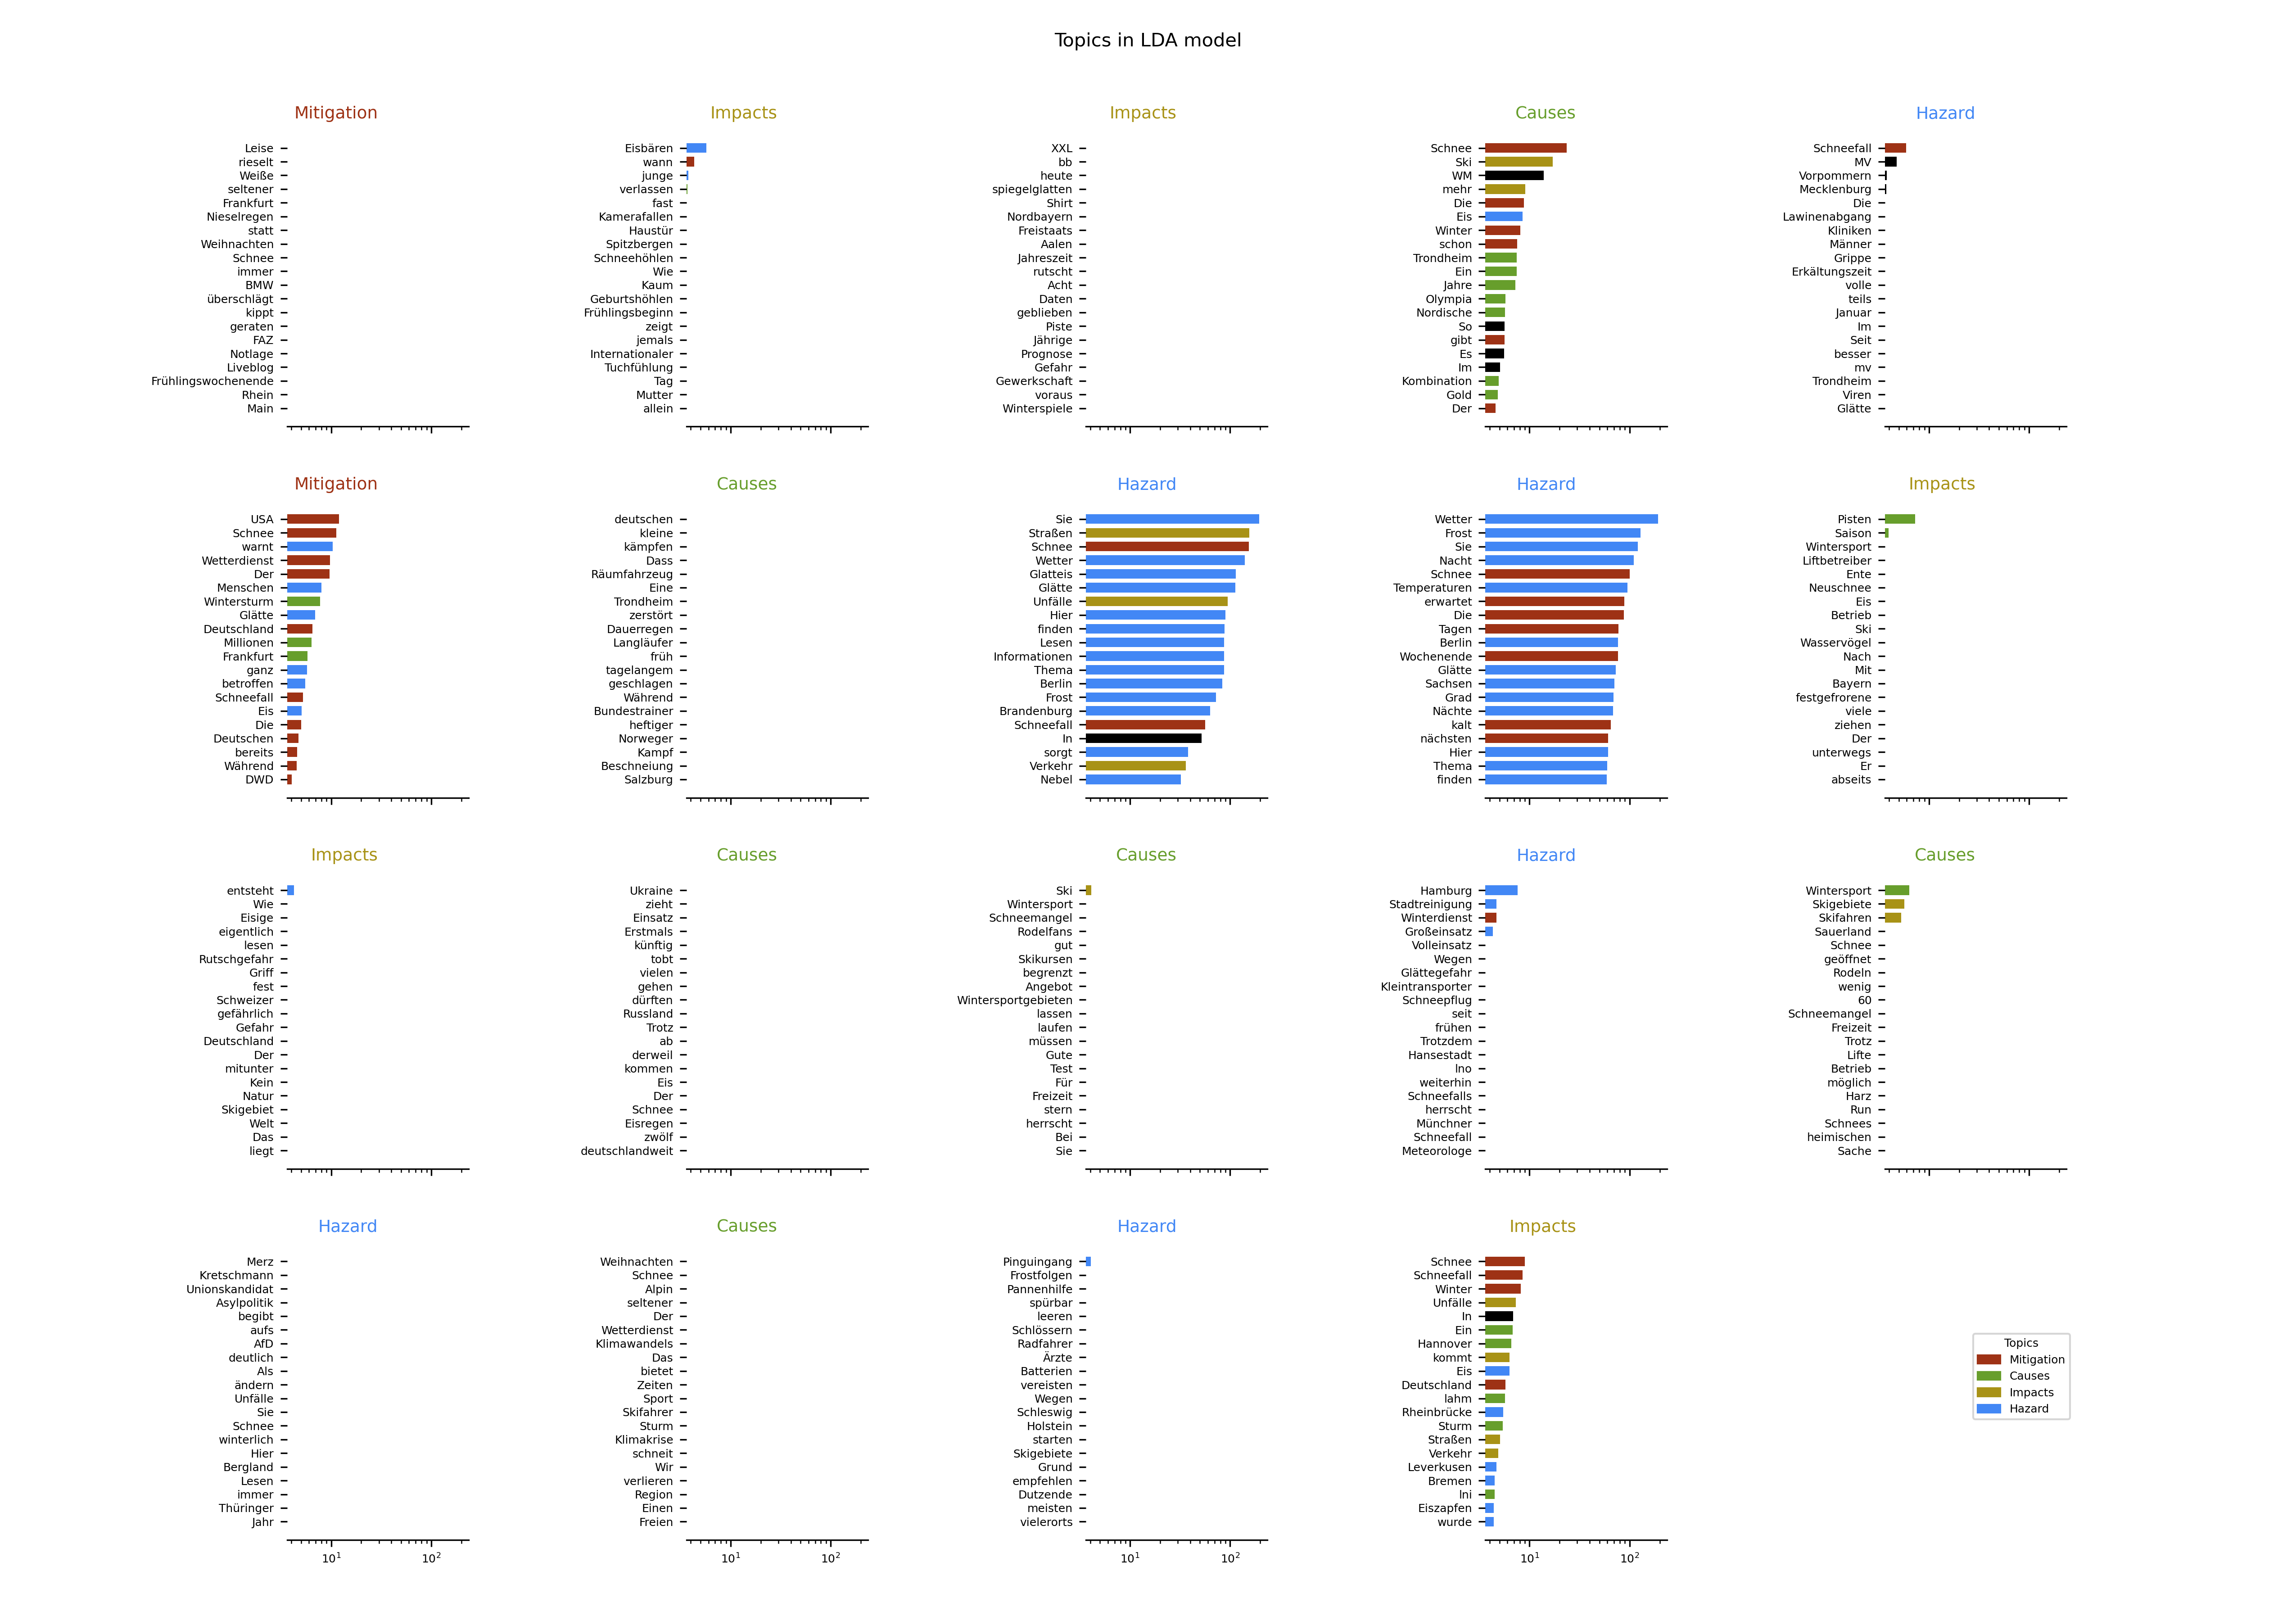 Topics in LDA model
Mitigation
Leise
rieselt
Weiße
seltener
Frankfurt
Nieselregen
statt
Weihnachten
Schnee
immer
BMW
überschlägt
kippt
geraten
FAZ
Notlage
Liveblog
Frühlingswochenende
Rhein
Main
Impacts
Eisbären
wann
junge
verlassen
fast
Kamerafallen
Haustür
Spitzbergen
Schneehöhlen
Wie
Kaum
Geburtshöhlen
Frühlingsbeginn
zeigt
jemals
Internationaler
Tuchfühlung
Tag
Mutter
allein
Impacts
XXL
bb
heute
spiegelglatten
Shirt
Nordbayern
Freistaats
Aalen
Jahreszeit
rutscht
Acht
Daten
geblieben
Piste
Jährige
Prognose
Gefahr
Gewerkschaft
voraus
Winterspiele
Causes
Schnee
Ski
WM
mehr
Die
Eis
Winter
schon
Trondheim
Ein
Jahre
Olympia
Nordische
So
gibt
Es
Im
Kombination
Gold
Der
Hazard
Schneefall
MV
Vorpommern
Mecklenburg
Die
Lawinenabgang
Kliniken
Männer
Grippe
Erkältungszeit
volle
teils
Januar
Im
Seit
besser
mv
Trondheim
Viren
Glätte
Mitigation
USA
Schnee
warnt
Wetterdienst
Der
Menschen
Wintersturm
Glätte
Deutschland
Millionen
Frankfurt
ganz
betroffen
Schneefall
Eis
Die
Deutschen
bereits
Während
DWD
Causes
deutschen
kleine
kämpfen
Dass
Räumfahrzeug
Eine
Trondheim
zerstört
Dauerregen
Langläufer
früh
tagelangem
geschlagen
Während
Bundestrainer
heftiger
Norweger
Kampf
Beschneiung
Salzburg
Hazard
Sie
Straßen
Schnee
Wetter
Glatteis
Glätte
Unfälle
Hier
finden
Lesen
Informationen
Thema
Berlin
Frost
Brandenburg
Schneefall
In
sorgt
Verkehr
Nebel
Hazard
Wetter
Frost
Sie
Nacht
Schnee
Temperaturen
erwartet
Die
Tagen
Berlin
Wochenende
Glätte
Sachsen
Grad
Nächte
kalt
nächsten
Hier
Thema
finden
Impacts
Pisten
Saison
Wintersport
Liftbetreiber
Ente
Neuschnee
Eis
Betrieb
Ski
Wasservögel
Nach
Mit
Bayern
festgefrorene
viele
ziehen
Der
unterwegs
Er
abseits
Impacts
entsteht
Wie
Eisige
eigentlich
lesen
Rutschgefahr
Griff
fest
Schweizer
gefährlich
Gefahr
Deutschland
Der
mitunter
Kein
Natur
Skigebiet
Welt
Das
liegt
Causes
Ukraine
zieht
Einsatz
Erstmals
künftig
tobt
vielen
gehen
dürften
Russland
Trotz
ab
derweil
kommen
Eis
Der
Schnee
Eisregen
zwölf
deutschlandweit
Causes
Ski
Wintersport
Schneemangel
Rodelfans
gut
Skikursen
begrenzt
Angebot
Wintersportgebieten
lassen
laufen
müssen
Gute
Test
Für
Freizeit
stern
herrscht
Bei
Sie
Hazard
Hamburg
Stadtreinigung
Winterdienst
Großeinsatz
Volleinsatz
Wegen
Glättegefahr
Kleintransporter
Schneepflug
seit
frühen
Trotzdem
Hansestadt
lno
weiterhin
Schneefalls
herrscht
Münchner
Schneefall
Meteorologe
Causes
Wintersport
Skigebiete
Skifahren
Sauerland
Schnee
geöffnet
Rodeln
wenig
60
Schneemangel
Freizeit
Trotz
Lifte
Betrieb
möglich
Harz
Run
Schnees
heimischen
Sache
Hazard
Merz
Kretschmann
Unionskandidat
Asylpolitik
begibt
aufs
AfD
deutlich
Als
ändern
Unfälle
Sie
Schnee
winterlich
Hier
Bergland
Lesen
immer
Thüringer
Jahr
10¹ 10²
Causes
Weihnachten
Schnee
Alpin
seltener
Der
Wetterdienst
Klimawandels
Das
bietet
Zeiten
Sport
Skifahrer
Sturm
Klimakrise
schneit
Wir
verlieren
Region
Einen
Freien
10¹ 10²
Hazard
Pinguingang
Frostfolgen
Pannenhilfe
spürbar
leeren
Schlössern
Radfahrer
Ärzte
Batterien
vereisten
Wegen
Schleswig
Holstein
starten
Skigebiete
Grund
empfehlen
Dutzende
meisten
vielerorts
10¹ 10²
Impacts
Schnee
Schneefall
Winter
Unfälle
In
Ein
Hannover
kommt
Eis
Deutschland
lahm
Rheinbrücke
Sturm
Straßen
Verkehr
Leverkusen
Bremen
lni
Eiszapfen
wurde
10¹ 10²
Topics
Mitigation
Causes
Impacts
Hazard